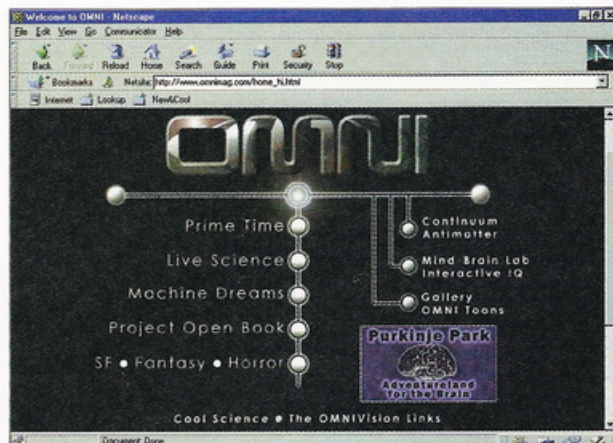 Welcome to OMNI - Netscape
File Edit View Go Communicator Help
Back Forward Reload Home Search Guide Print Security Stop
N
Bookmarks Netsite: http://www.omnimag.com/home_hi.html
Internet Lookup New&Cool
OMNI
Prime Time
Live Science
Machine Dreams
Project Open Book
SF • Fantasy • Horror
Continuum
Antimatter
Mind-Brain Lab
Interactive IQ
Gallery
OMNI Toons
Purkinje Park
Adventureland
for the Brain
Cool Science • The OMNIVision Links
Document: Done